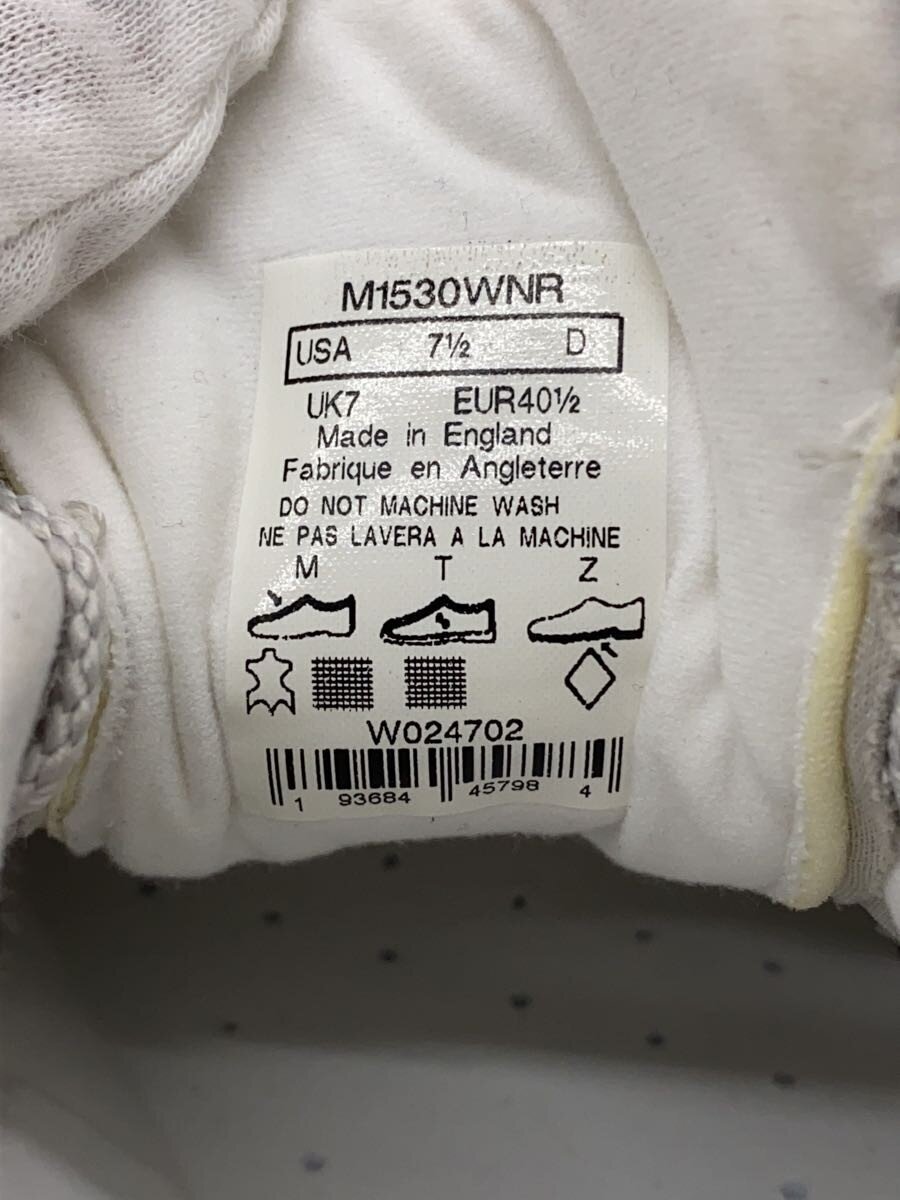 M1530WNR
USA 7½ D
UK7 EUR40½
Made in England
Fabrique en Angleterre
DO NOT MACHINE WASH
NE PAS LAVERA A LA MACHINE
M T Z
W024702
1 93684 45798 4